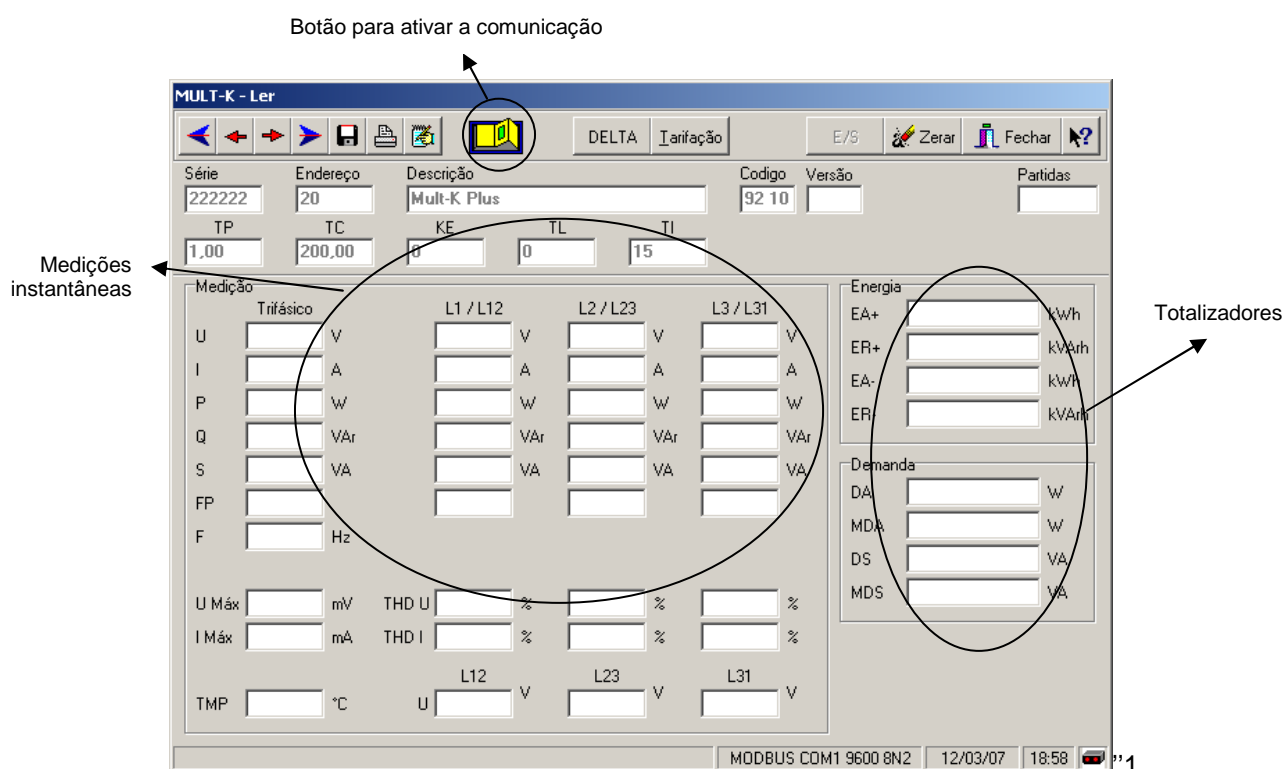 Botão para ativar a comunicação
MULT-K - Ler
DELTA Tarifação E/S Zerar Fechar
Série Endereço Descrição Codigo Versão Partidas
222222 20 Mult-K Plus 92 10
TP TC KE TL TI
1,00 200,00 0 0 15
Medições
instantâneas
Totalizadores
Medição
Trifásico L1 / L12 L2 / L23 L3 / L31
U V V V V
I A A A A
P W W W W
Q VAr VAr VAr VAr
S VA VA VA VA
FP
F Hz
U Máx mV THD U % % %
I Máx mA THD I % % %
L12 L23 L31
TMP °C U V V V
Energia
EA+ kWh
ER+ kVArh
EA- kWh
ER- kVArh
Demanda
DA W
MDA W
DS VA
MDS VA
MODBUS COM1 9600 8N2 12/03/07 18:58 ”1